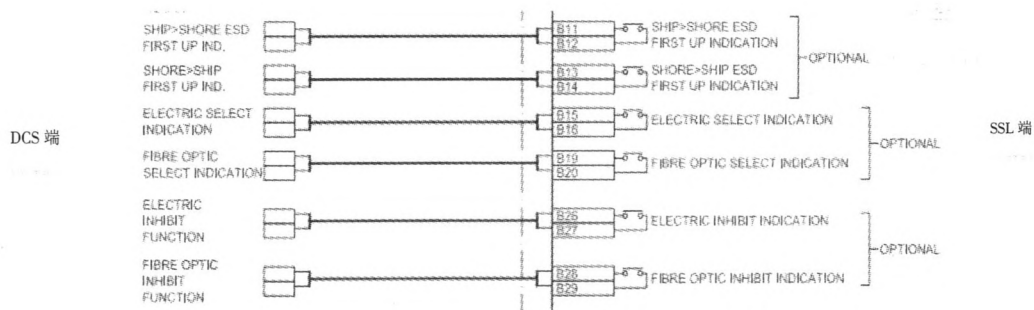 SHIP>SHORE ESD
FIRST UP IND.
B11
B12
SHIP>SHORE ESD
FIRST UP INDICATION
SHORE>SHIP
FIRST UP IND.
B13
B14
SHORE>SHIP ESD
FIRST UP INDICATION
OPTIONAL
DCS 端
ELECTRIC SELECT
INDICATION
B15
B16
ELECTRIC SELECT INDICATION
FIBRE OPTIC
SELECT INDICATION
B19
B20
FIBRE OPTIC SELECT INDICATION
OPTIONAL
SSL 端
ELECTRIC
INHIBIT
FUNCTION
B26
B27
ELECTRIC INHIBIT INDICATION
FIBRE OPTIC
INHIBIT
FUNCTION
B28
B29
FIBRE OPTIC INHIBIT INDICATION
OPTIONAL